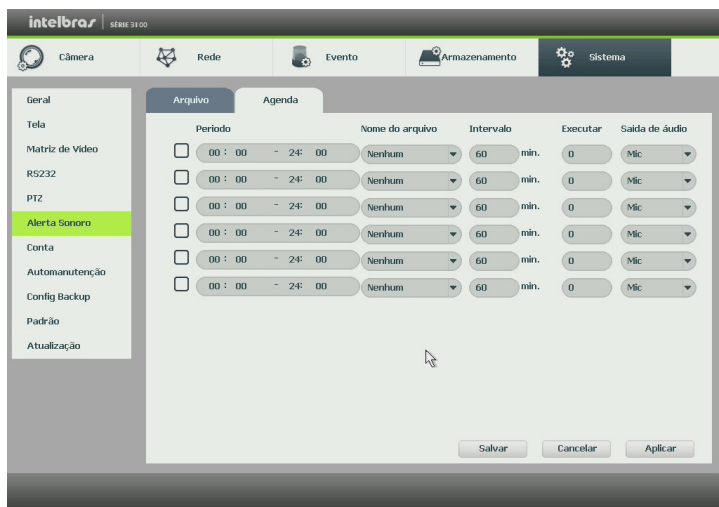 intelbras SÉRIE 3100
Câmera Rede Evento Armazenamento Sistema
Geral
Tela
Matriz de Video
RS232
PTZ
Alerta Sonoro
Conta
Automanutenção
Config Backup
Padrão
Atualização
Arquivo Agenda
Periodo Nome do arquivo Intervalo Executar Saida de áudio
00 : 00 - 24: 00 Nenhum 60 min. 0 Mic
00 : 00 - 24: 00 Nenhum 60 min. 0 Mic
00 : 00 - 24: 00 Nenhum 60 min. 0 Mic
00 : 00 - 24: 00 Nenhum 60 min. 0 Mic
00 : 00 - 24: 00 Nenhum 60 min. 0 Mic
00 : 00 - 24: 00 Nenhum 60 min. 0 Mic
Salvar Cancelar Aplicar